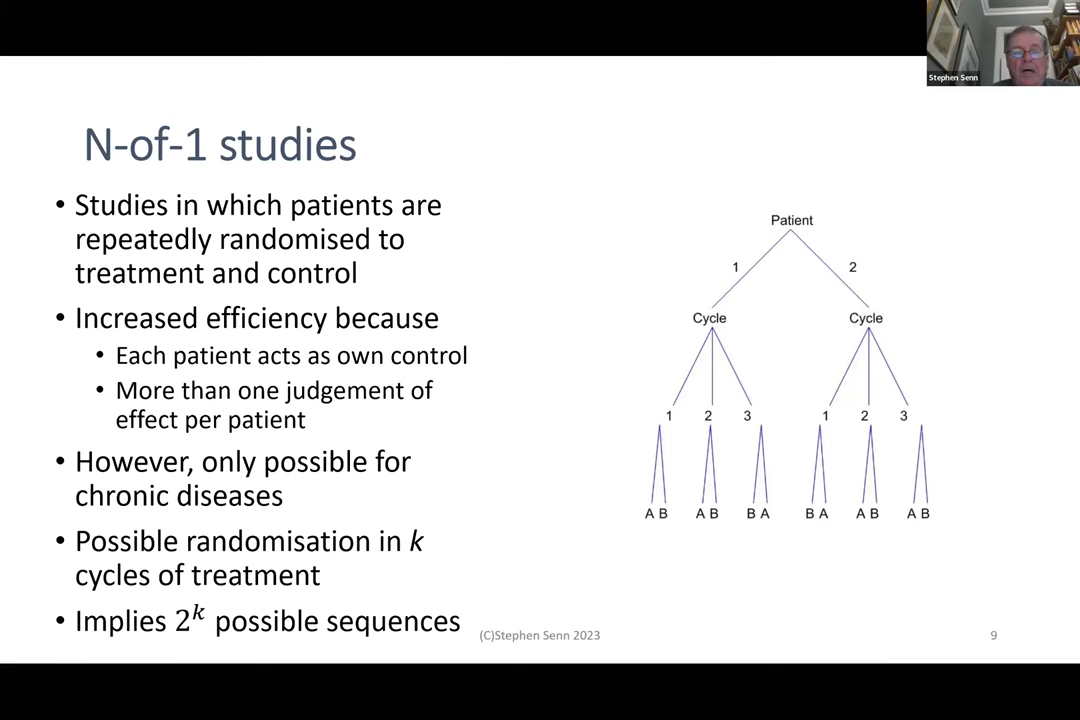 Stephen Senn
N-of-1 studies
• Studies in which patients are
repeatedly randomised to
treatment and control
• Increased efficiency because
• Each patient acts as own control
• More than one judgement of
effect per patient
• However, only possible for
chronic diseases
• Possible randomisation in k
cycles of treatment
• Implies 2^k possible sequences
Patient
1 2
Cycle Cycle
1 2 3 1 2 3
A B A B B A B A A B A B
(C)Stephen Senn 2023
9